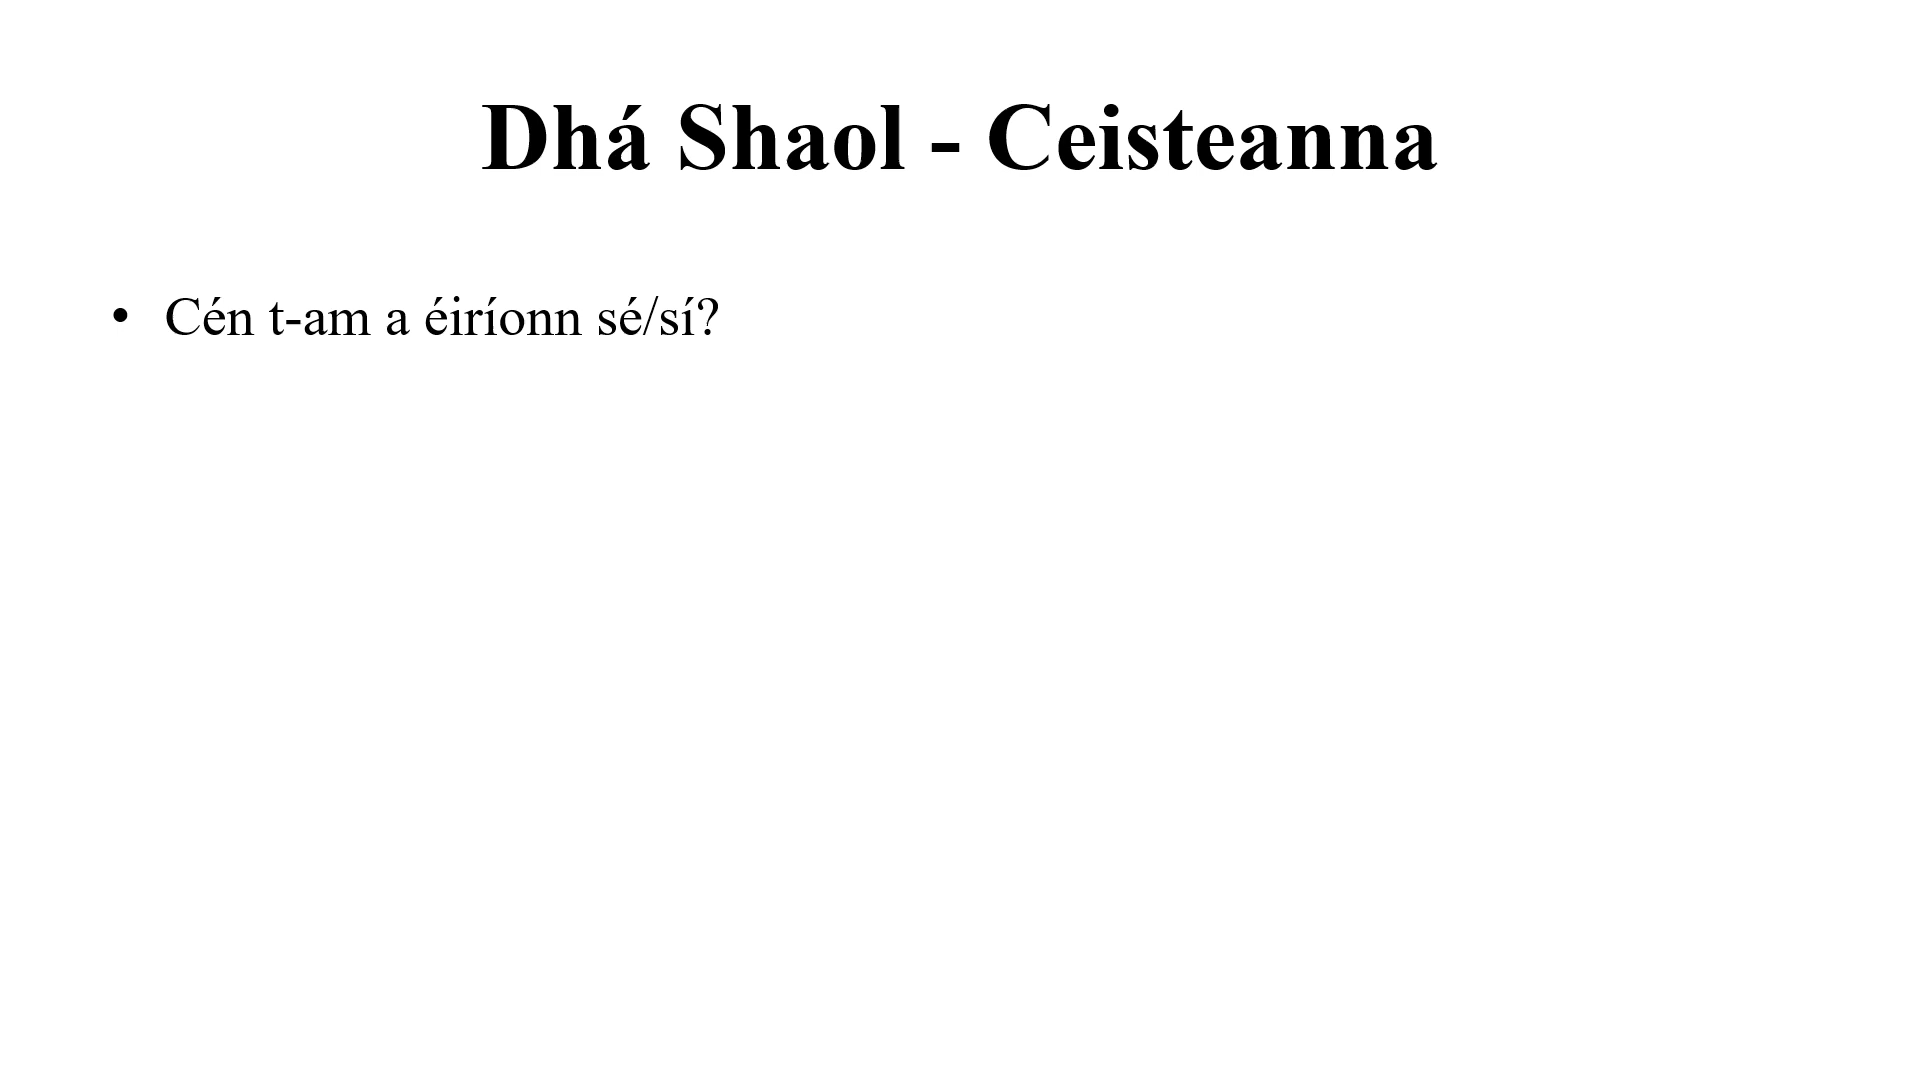 Dhá Shaol - Ceisteanna
• Cén t-am a éiríonn sé/sí?